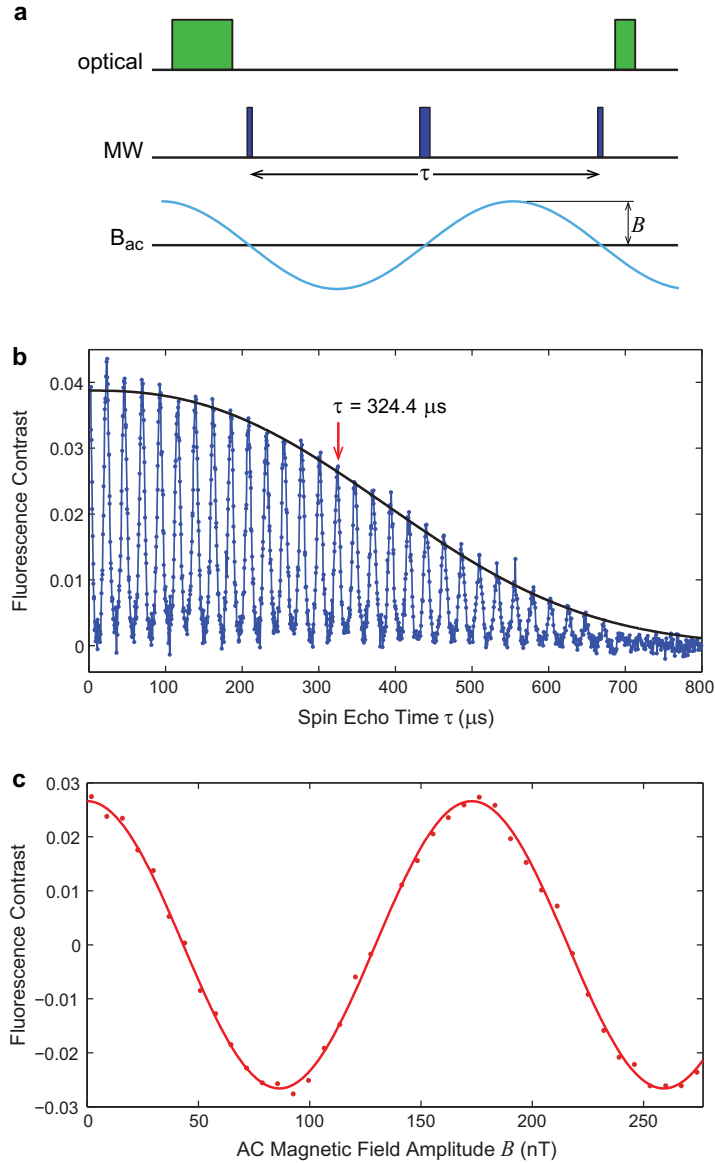 a
optical
MW
τ
B_ac
B
b
τ = 324.4 μs
0.04
0.03
0.02
0.01
0
0 100 200 300 400 500 600 700 800
Fluorescence Contrast
Spin Echo Time τ (μs)
c
0.03
0.02
0.01
0
−0.01
−0.02
−0.03
0 50 100 150 200 250
Fluorescence Contrast
AC Magnetic Field Amplitude B (nT)